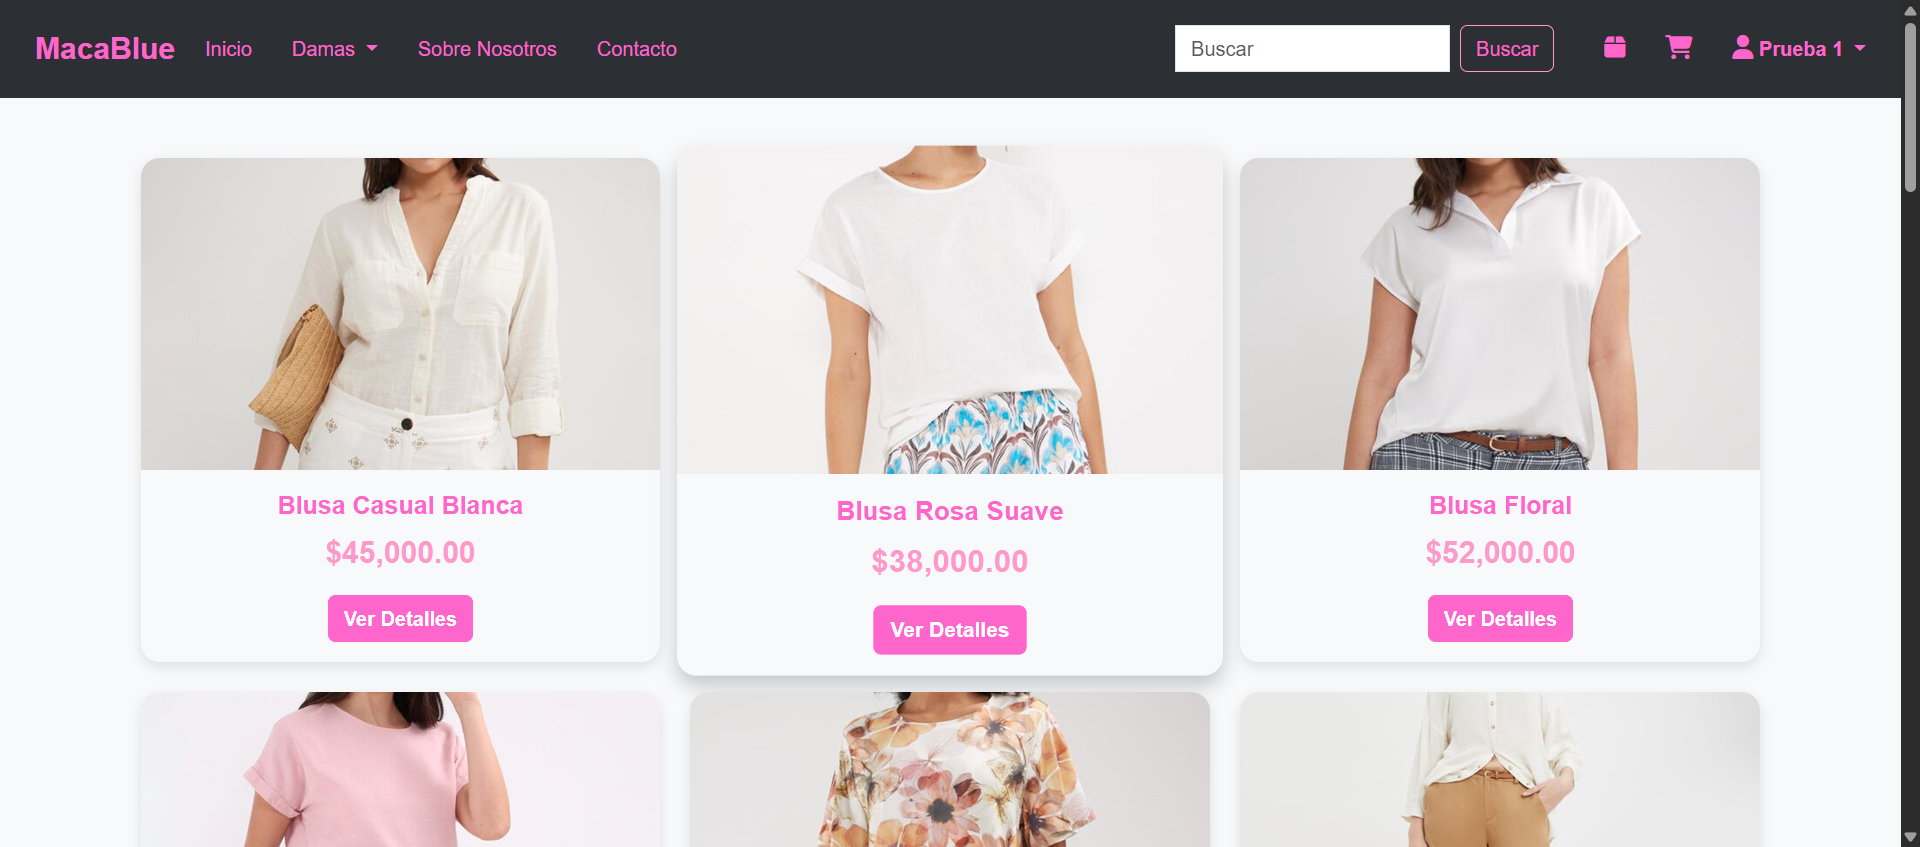 MacaBlue Inicio Damas Sobre Nosotros Contacto Buscar Buscar Prueba 1
Blusa Casual Blanca
$45,000.00
Ver Detalles
Blusa Rosa Suave
$38,000.00
Ver Detalles
Blusa Floral
$52,000.00
Ver Detalles